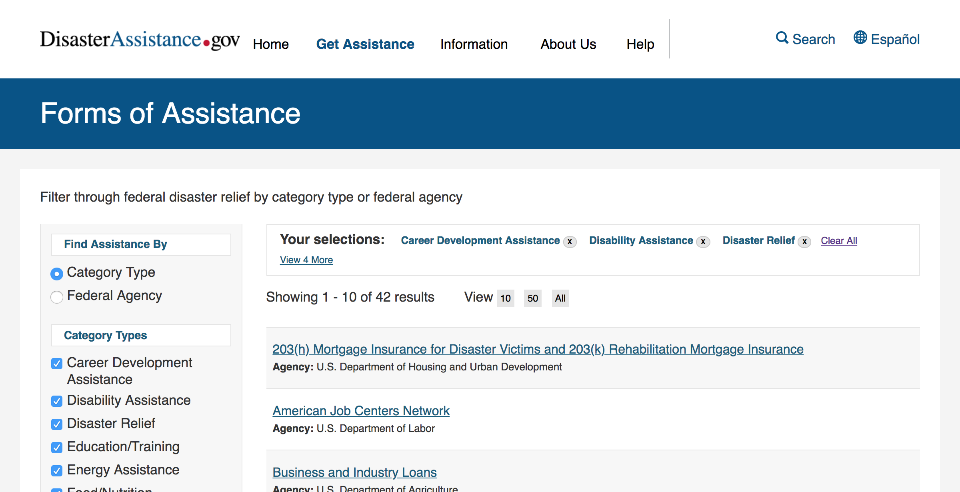 DisasterAssistance.gov
Home Get Assistance Information About Us Help
Search Español
Forms of Assistance
Filter through federal disaster relief by category type or federal agency
Find Assistance By
Category Type
Federal Agency
Category Types
Career Development
Assistance
Disability Assistance
Disaster Relief
Education/Training
Energy Assistance
Food/Nutrition
Your selections: Career Development Assistance x Disability Assistance x Disaster Relief x Clear All
View 4 More
Showing 1 - 10 of 42 results View 10 50 All
203(h) Mortgage Insurance for Disaster Victims and 203(k) Rehabilitation Mortgage Insurance
Agency: U.S. Department of Housing and Urban Development
American Job Centers Network
Agency: U.S. Department of Labor
Business and Industry Loans
Agency: U.S. Department of Agriculture